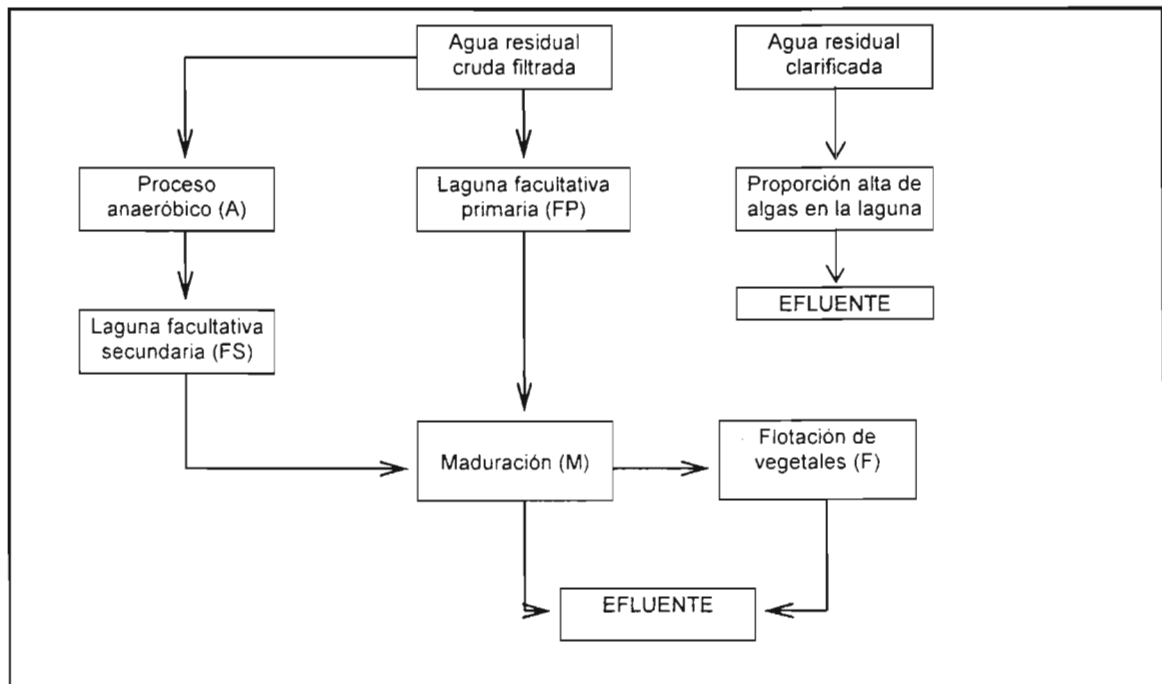 Agua residual
cruda filtrada
Agua residual
clarificada
Proceso
anaeróbico (A)
Laguna facultativa
primaria (FP)
Proporción alta de
algas en la laguna
Laguna facultativa
secundaria (FS)
EFLUENTE
Maduración (M)
Flotación de
vegetales (F)
EFLUENTE